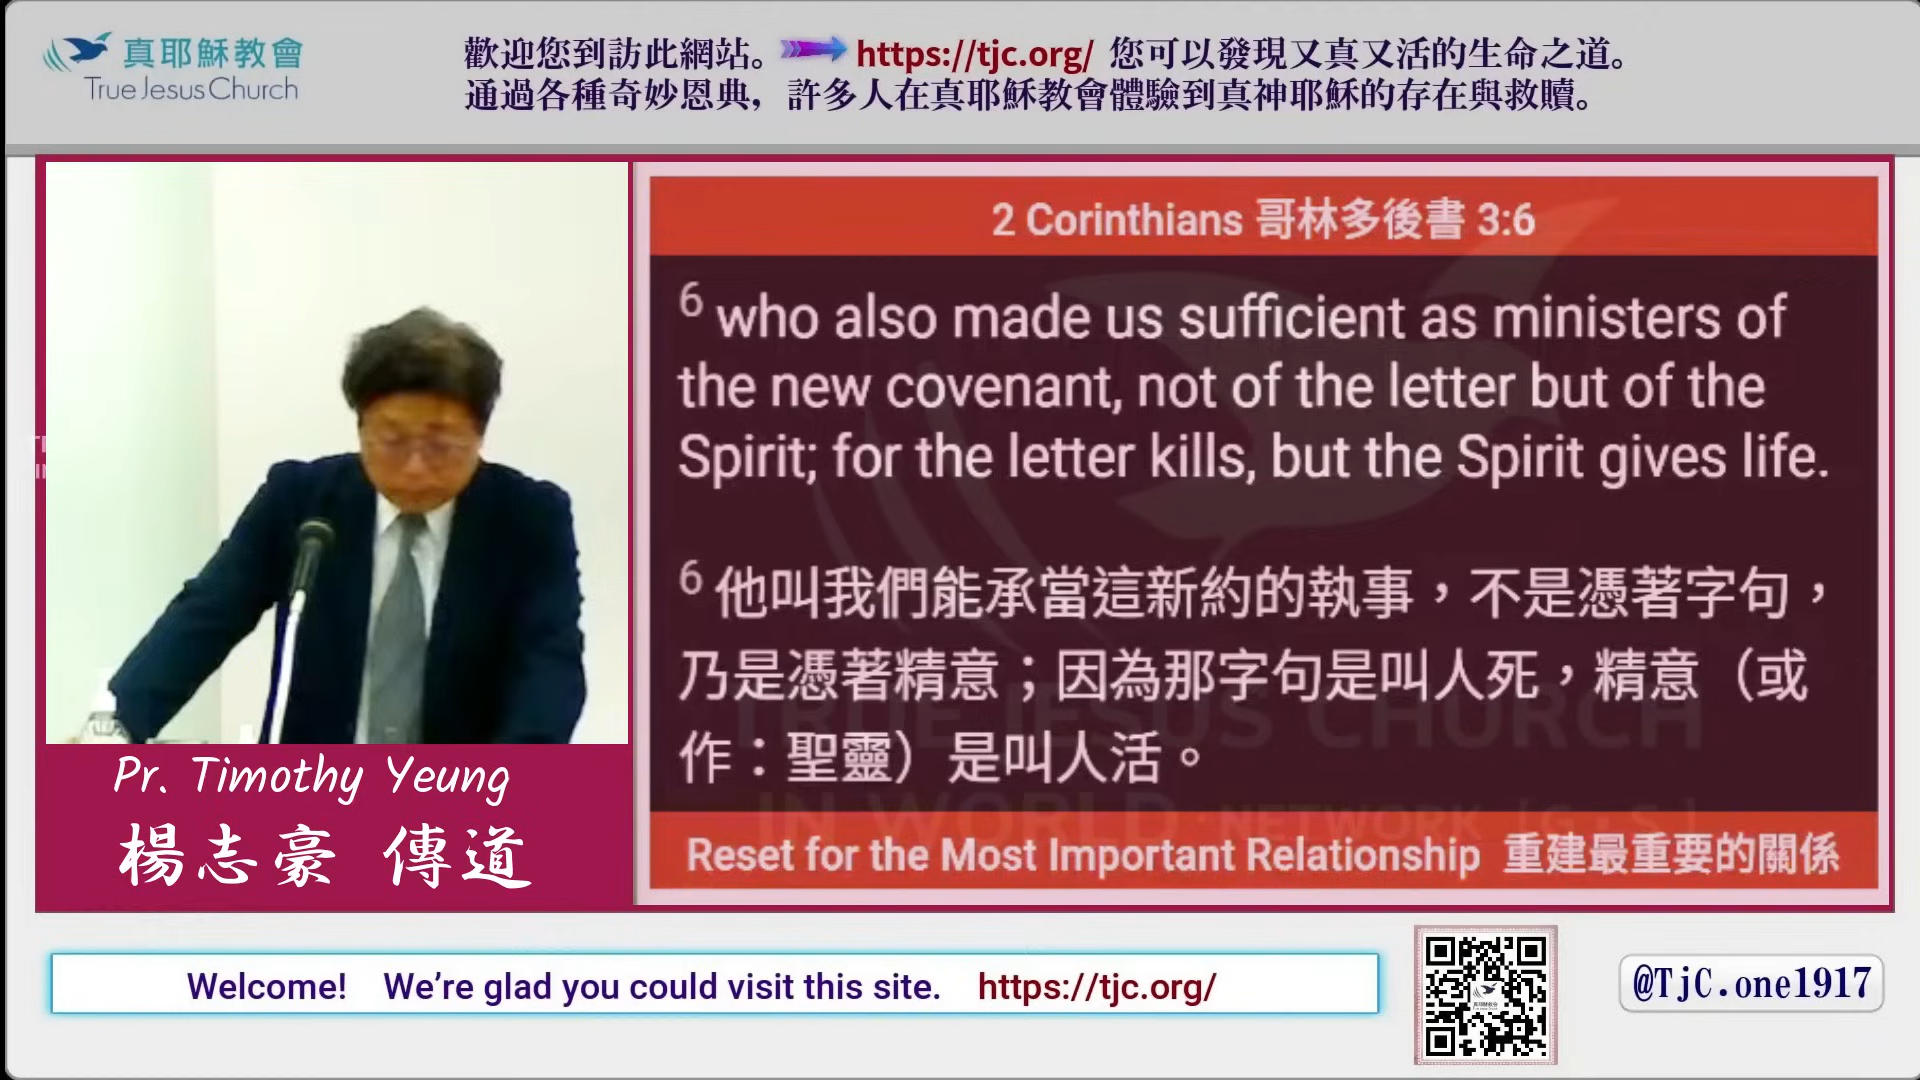 真耶穌教會
True Jesus Church
歡迎您到訪此網站。 https://tjc.org/ 您可以發現又真又活的生命之道。
通過各種奇妙恩典，許多人在真耶穌教會體驗到真神耶穌的存在與救贖。
2 Corinthians 哥林多後書 3:6
6 who also made us sufficient as ministers of
the new covenant, not of the letter but of the
Spirit; for the letter kills, but the Spirit gives life.
6 他叫我們能承當這新約的執事，不是憑著字句，
乃是憑著精意；因為那字句是叫人死，精意（或
作：聖靈）是叫人活。
TRUE JESUS CHURCH
IN WORLD · NETWORK [G.S]
Reset for the Most Important Relationship 重建最重要的關係
Pr. Timothy Yeung
楊志豪 傳道
Welcome! We’re glad you could visit this site. https://tjc.org/
@TjC.one1917